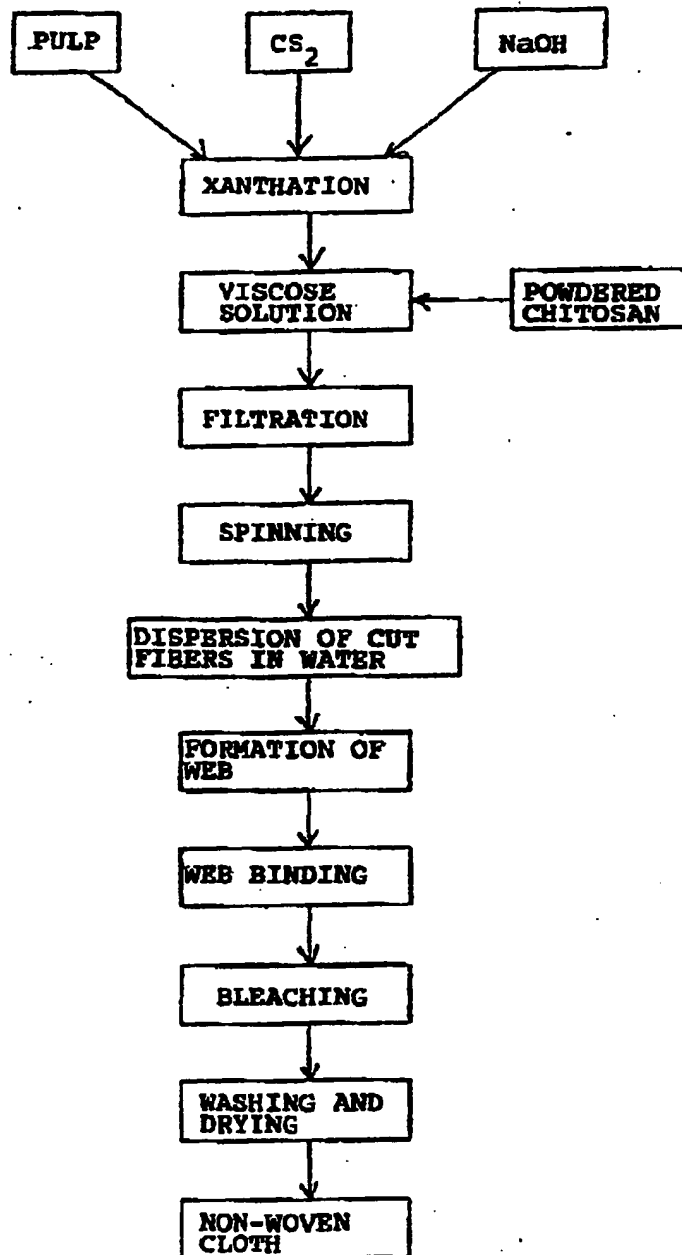 PULP
CS2
NaOH
XANTHATION
VISCOSE
SOLUTION
POWDERED
CHITOSAN
FILTRATION
SPINNING
DISPERSION OF CUT
FIBERS IN WATER
FORMATION OF
WEB
WEB BINDING
BLEACHING
WASHING AND
DRYING
NON-WOVEN
CLOTH